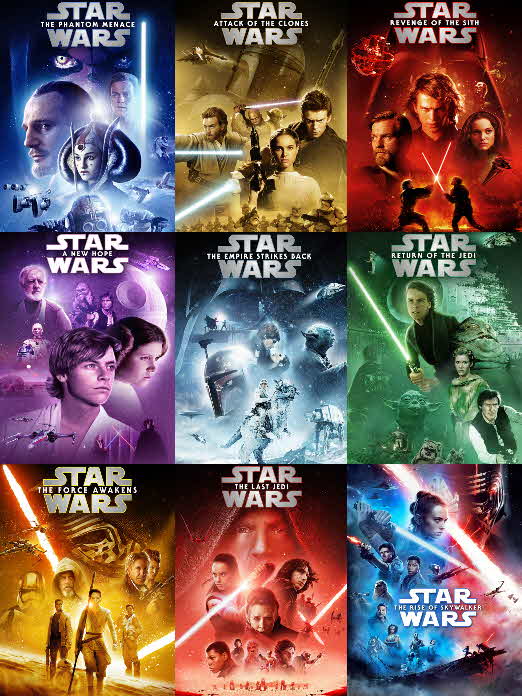 STAR
THE PHANTOM MENACE
WARS
STAR
ATTACK OF THE CLONES
WARS
STAR
REVENGE OF THE SITH
WARS
STAR
A NEW HOPE
WARS
STAR
THE EMPIRE STRIKES BACK
WARS
STAR
RETURN OF THE JEDI
WARS
STAR
THE FORCE AWAKENS
WARS
STAR
THE LAST JEDI
WARS
STAR
THE RISE OF SKYWALKER
WARS